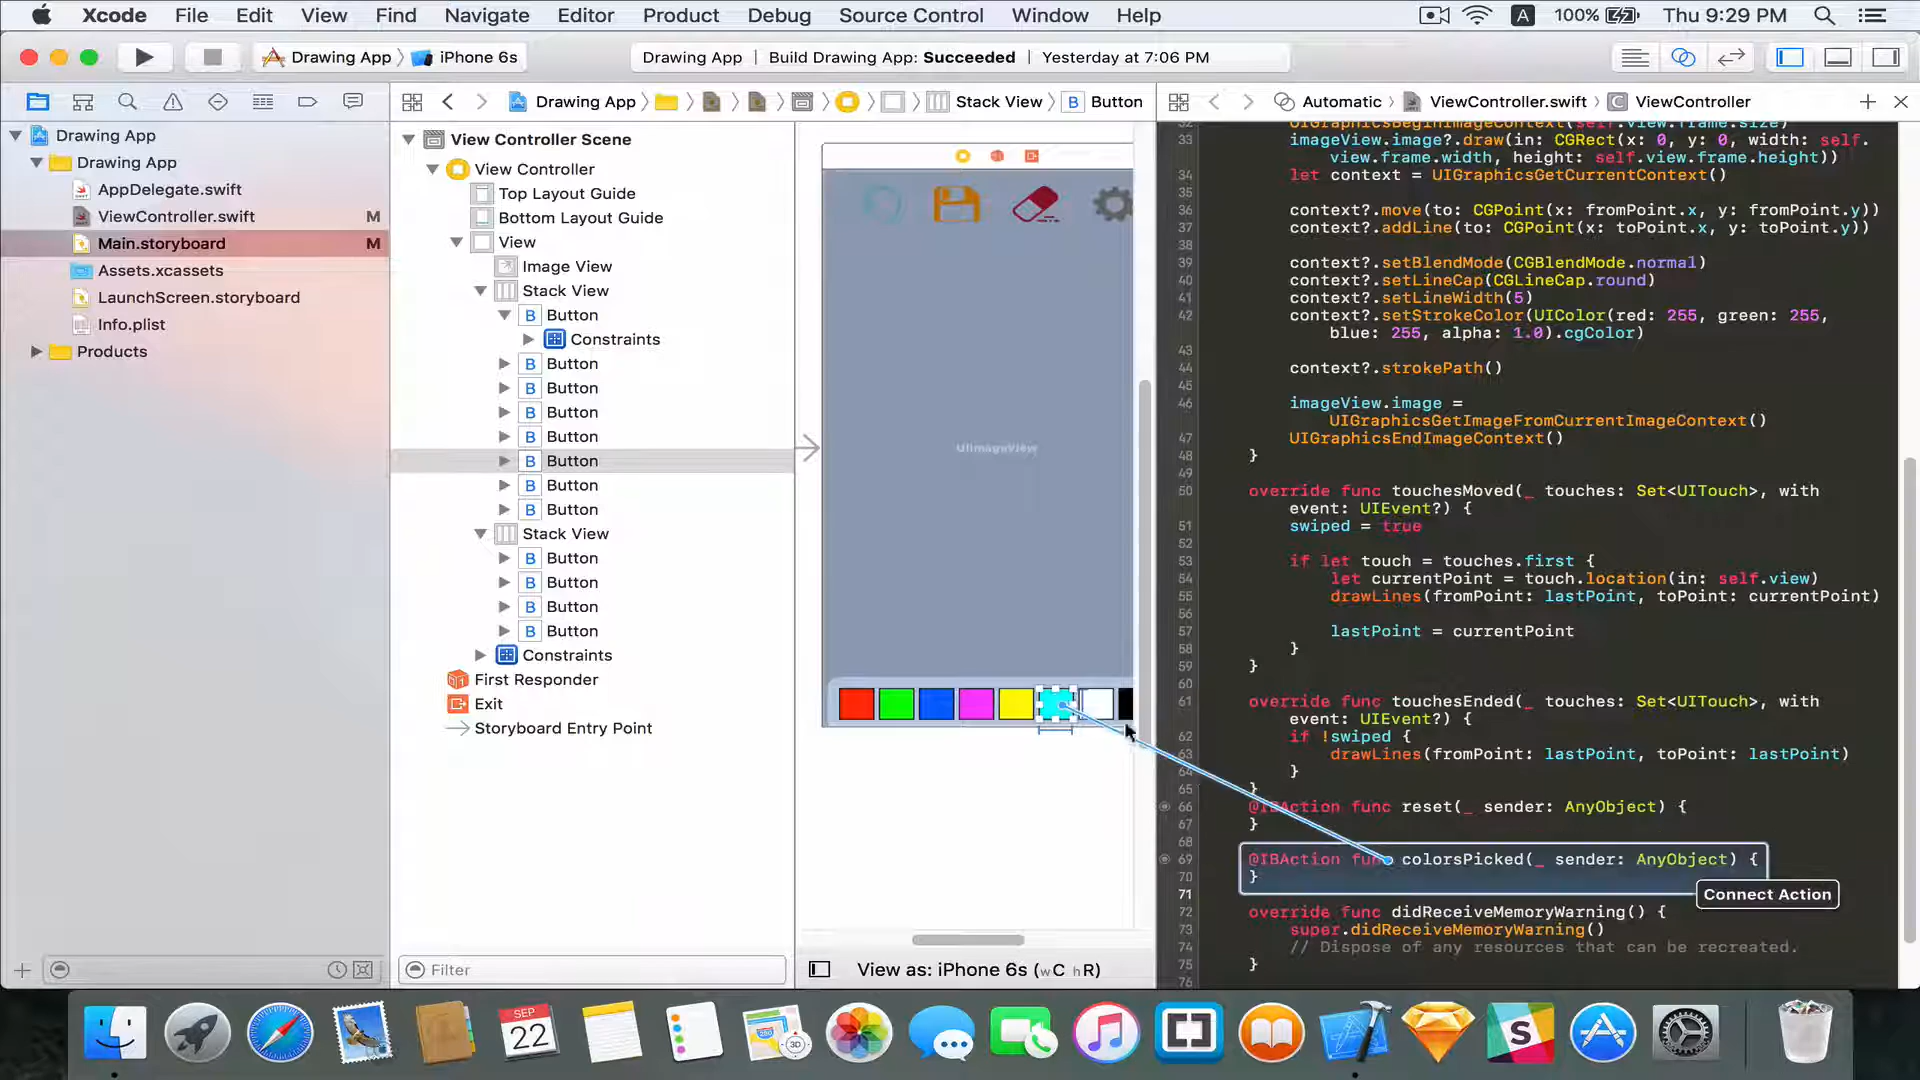 Xcode File Edit View Find Navigate Editor Product Debug Source Control Window Help
A 100% Thu 9:29 PM
Drawing App iPhone 6s
Drawing App | Build Drawing App: Succeeded | Yesterday at 7:06 PM
Drawing App Stack View B Button
Automatic ViewController.swift C ViewController
Drawing App
Drawing App
AppDelegate.swift
ViewController.swift M
Main.storyboard M
Assets.xcassets
LaunchScreen.storyboard
Info.plist
Products
View Controller Scene
View Controller
Top Layout Guide
Bottom Layout Guide
View
Image View
Stack View
B Button
Constraints
B Button
B Button
B Button
B Button
B Button
B Button
B Button
Stack View
B Button
B Button
B Button
B Button
Constraints
First Responder
Exit
Storyboard Entry Point
Filter
UIImageView
View as: iPhone 6s (wC hR)
32 UIGraphicsBeginImageContext(self.view.frame.size)
33 imageView.image?.draw(in: CGRect(x: 0, y: 0, width: self.
view.frame.width, height: self.view.frame.height))
34 let context = UIGraphicsGetCurrentContext()
35
36 context?.move(to: CGPoint(x: fromPoint.x, y: fromPoint.y))
37 context?.addLine(to: CGPoint(x: toPoint.x, y: toPoint.y))
38
39 context?.setBlendMode(CGBlendMode.normal)
40 context?.setLineCap(CGLineCap.round)
41 context?.setLineWidth(5)
42 context?.setStrokeColor(UIColor(red: 255, green: 255,
blue: 255, alpha: 1.0).cgColor)
43
44 context?.strokePath()
45
46 imageView.image =
UIGraphicsGetImageFromCurrentImageContext()
47 UIGraphicsEndImageContext()
48 }
49
50 override func touchesMoved(_ touches: Set<UITouch>, with
event: UIEvent?) {
51 swiped = true
52
53 if let touch = touches.first {
54 let currentPoint = touch.location(in: self.view)
55 drawLines(fromPoint: lastPoint, toPoint: currentPoint)
56
57 lastPoint = currentPoint
58 }
59 }
60
61 override func touchesEnded(_ touches: Set<UITouch>, with
event: UIEvent?) {
62 if !swiped {
63 drawLines(fromPoint: lastPoint, toPoint: lastPoint)
64 }
65 }
66 @IBAction func reset(_ sender: AnyObject) {
67 }
68
69 @IBAction func colorsPicked(_ sender: AnyObject) {
70 }
71
Connect Action
72 override func didReceiveMemoryWarning() {
73 super.didReceiveMemoryWarning()
74 // Dispose of any resources that can be recreated.
75 }
76
SEP
22
3D
S